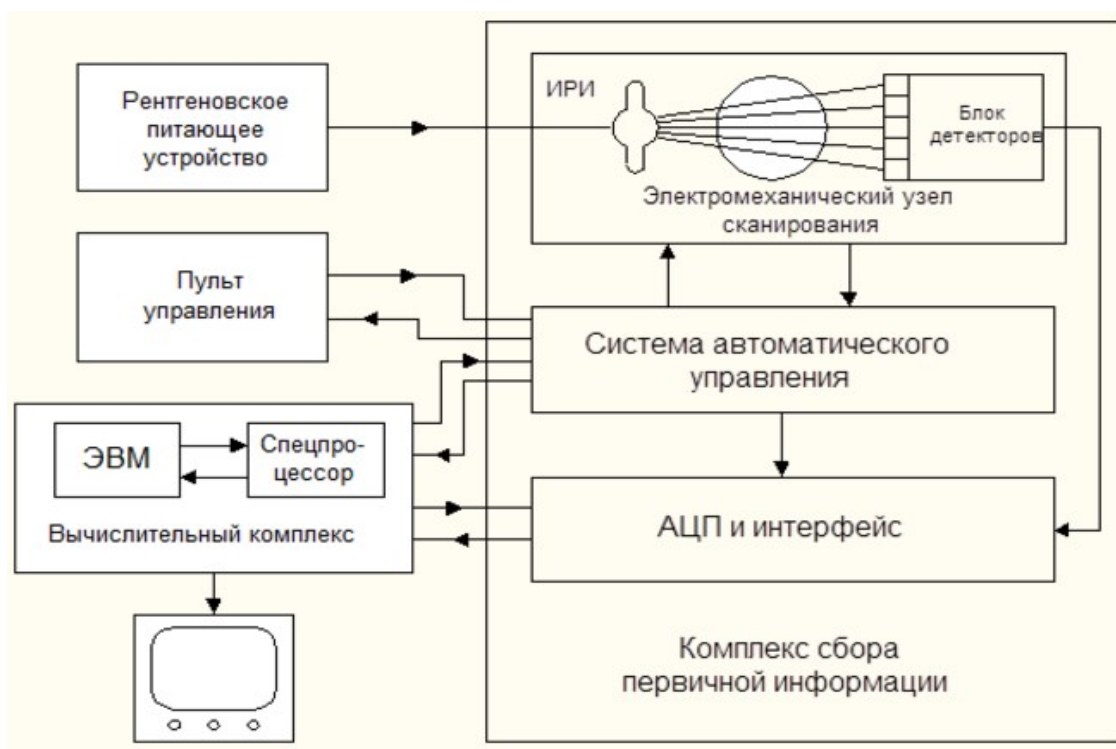 Рентгеновское
питающее
устройство
ИРИ
Блок
детекторов
Электромеханический узел
сканирования
Пульт
управления
Система автоматического
управления
ЭВМ
Спецпро-
цессор
Вычислительный комплекс
АЦП и интерфейс
Комплекс сбора
первичной информации